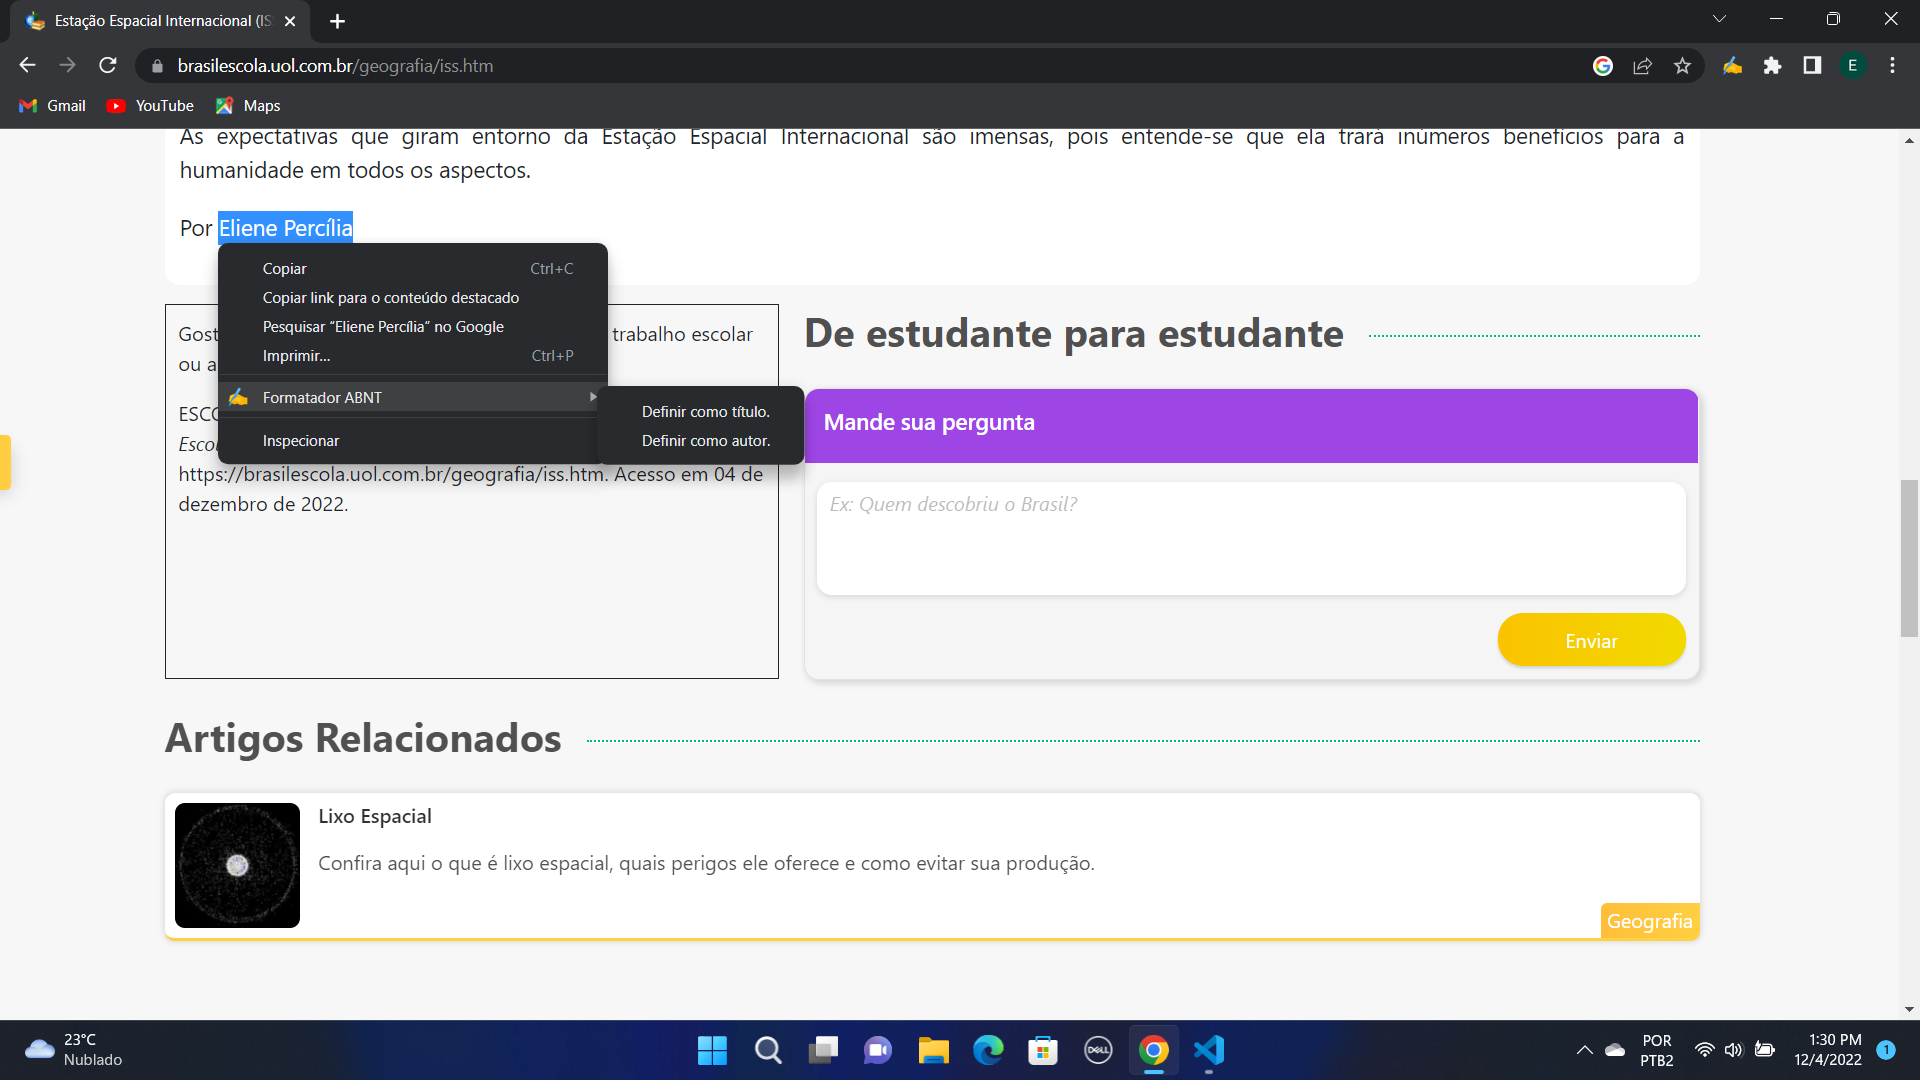 Estação Espacial Internacional (IS
brasilescola.uol.com.br/geografia/iss.htm
E
Gmail
YouTube
Maps
As expectativas que giram entorno da Estação Espacial Internacional são imensas, pois entende-se que ela trará inúmeros benefícios para a
humanidade em todos os aspectos.
Por Eliene Percília
Copiar Ctrl+C
Copiar link para o conteúdo destacado
Pesquisar “Eliene Percília” no Google
Imprimir... Ctrl+P
Formatador ABNT
Inspecionar
Definir como título.
Definir como autor.
Gost
trabalho escolar
ou a
ESCO
Esco
https://brasilescola.uol.com.br/geografia/iss.htm. Acesso em 04 de
dezembro de 2022.
De estudante para estudante
Mande sua pergunta
Ex: Quem descobriu o Brasil?
Enviar
Artigos Relacionados
Lixo Espacial
Confira aqui o que é lixo espacial, quais perigos ele oferece e como evitar sua produção.
Geografia
23°C
Nublado
DELL
POR
PTB2
1:30 PM
12/4/2022
1